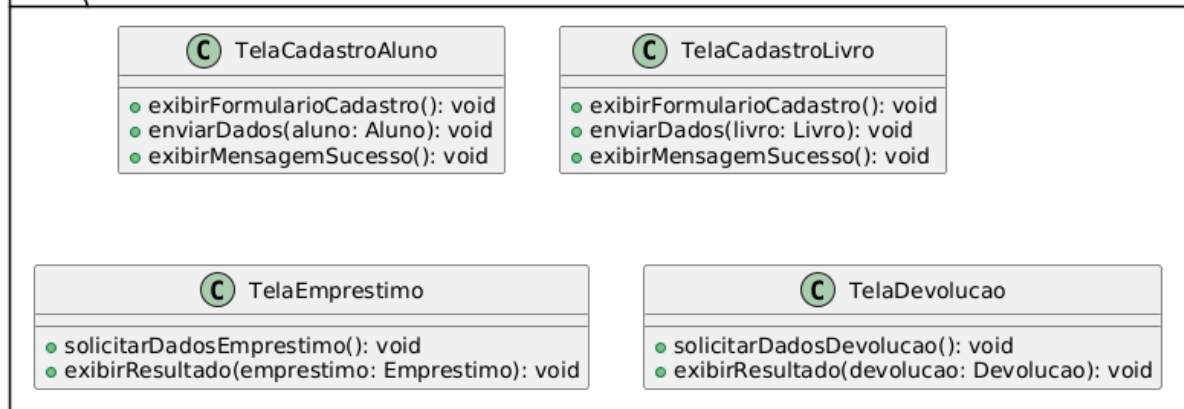 C TelaCadastroAluno
exibirFormularioCadastro(): void
enviarDados(aluno: Aluno): void
exibirMensagemSucesso(): void
C TelaCadastroLivro
exibirFormularioCadastro(): void
enviarDados(livro: Livro): void
exibirMensagemSucesso(): void
C TelaEmprestimo
solicitarDadosEmprestimo(): void
exibirResultado(emprestimo: Emprestimo): void
C TelaDevolucao
solicitarDadosDevolucao(): void
exibirResultado(devolucao: Devolucao): void